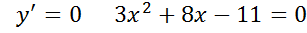 y′ = 0 3x² + 8x − 11 = 0